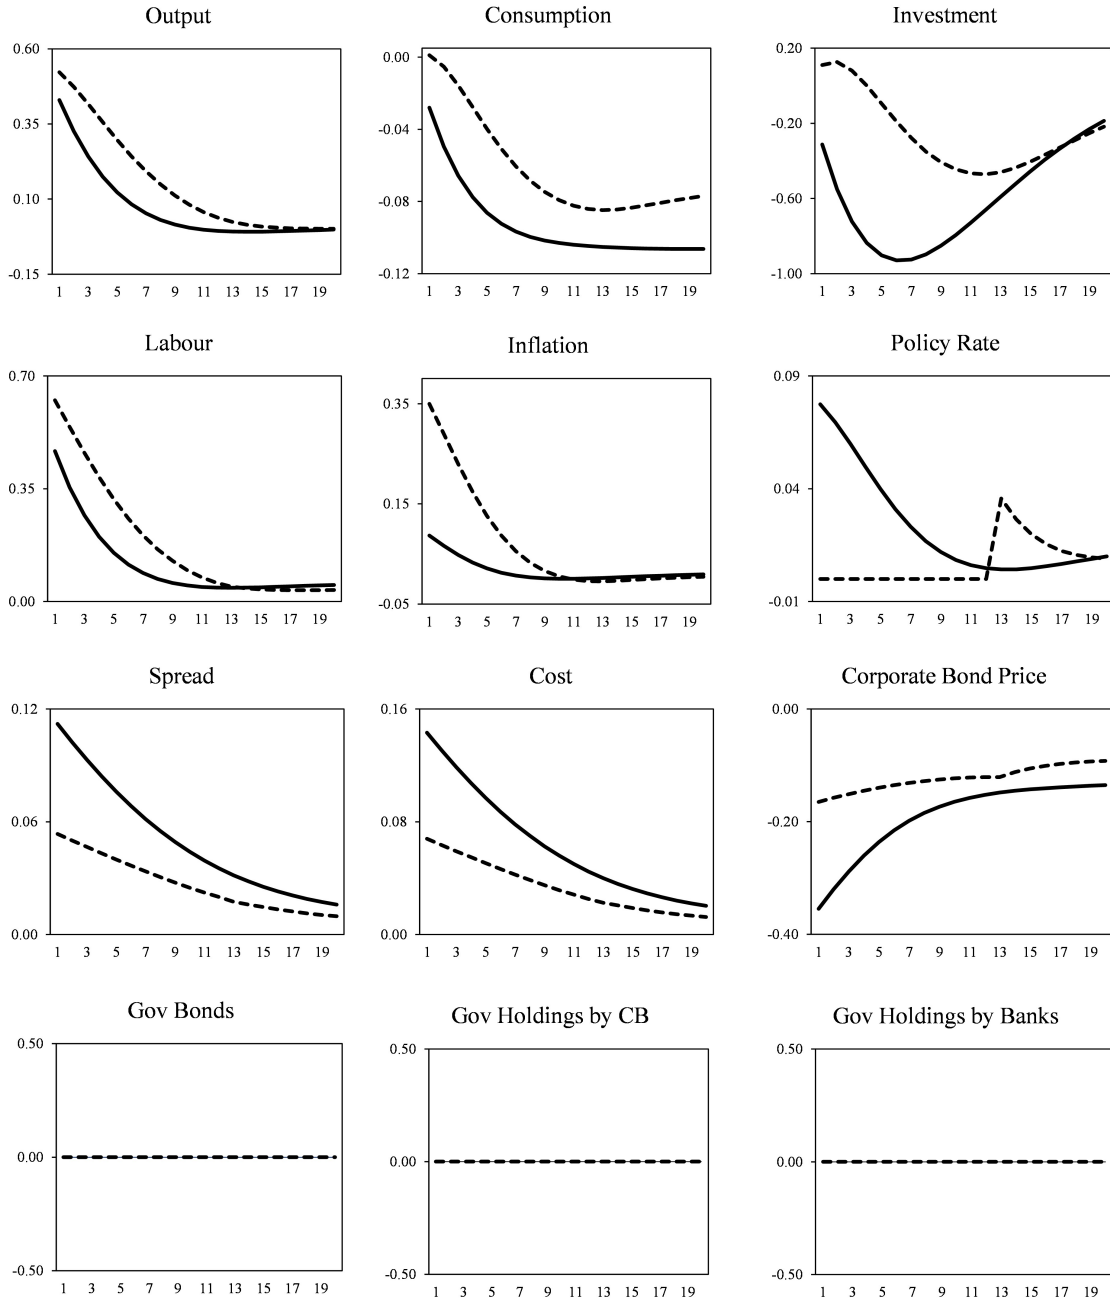 Output
0.60
0.35
0.10
-0.15
1 3 5 7 9 11 13 15 17 19
Consumption
0.00
-0.04
-0.08
-0.12
1 3 5 7 9 11 13 15 17 19
Investment
0.20
-0.20
-0.60
-1.00
1 3 5 7 9 11 13 15 17 19
Labour
0.70
0.35
0.00
1 3 5 7 9 11 13 15 17 19
Inflation
0.35
0.15
-0.05
1 3 5 7 9 11 13 15 17 19
Policy Rate
0.09
0.04
-0.01
1 3 5 7 9 11 13 15 17 19
Spread
0.12
0.06
0.00
1 3 5 7 9 11 13 15 17 19
Cost
0.16
0.08
0.00
1 3 5 7 9 11 13 15 17 19
Corporate Bond Price
0.00
-0.20
-0.40
1 3 5 7 9 11 13 15 17 19
Gov Bonds
0.50
0.00
-0.50
1 3 5 7 9 11 13 15 17 19
Gov Holdings by CB
0.50
0.00
-0.50
1 3 5 7 9 11 13 15 17 19
Gov Holdings by Banks
0.50
0.00
-0.50
1 3 5 7 9 11 13 15 17 19